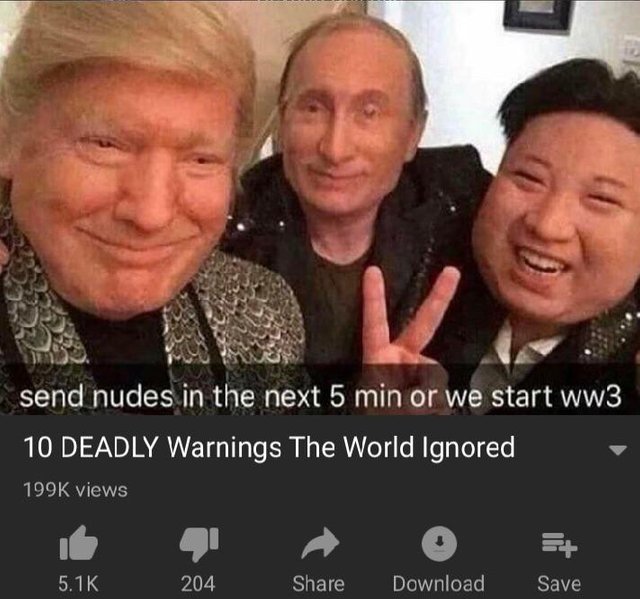 send nudes in the next 5 min or we start ww3
10 DEADLY Warnings The World Ignored
199K views
5.1K 204 Share Download Save